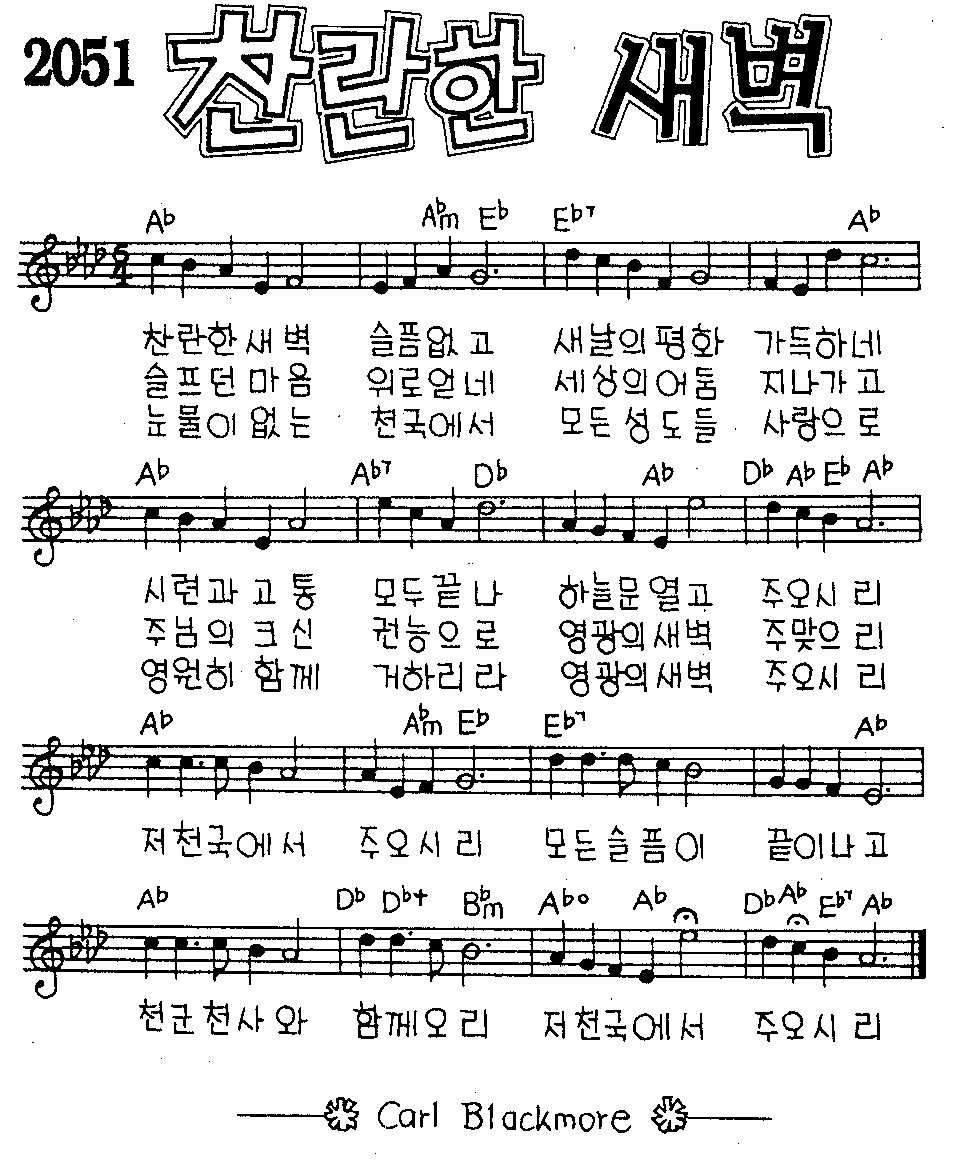 2051 찬란한 새벽
Ab Abm Eb Eb7 Ab
5/4
찬란한 새벽 슬픔없고 새날의 평화 가득하네
슬프던 마음 위로얻네 세상의 어둠 지나가고
눈물이 없는 천국에서 모든 성도들 사랑으로
Ab Ab7 Db Ab Db Ab Eb Ab
시련과 고통 모두끝나 하늘문 열고 주오시리
주님의 크신 권능으로 영광의새벽 주맞으리
영원히 함께 거하리라 영광의새벽 주오시리
Ab Abm Eb Eb7 Ab
저천국에서 주오시리 모든슬픔이 끝이나고
Ab Db Db+ Bbm Ab° Ab Db Ab Eb7 Ab
천군천사와 함께오리 저천국에서 주오시리
Carl Blackmore